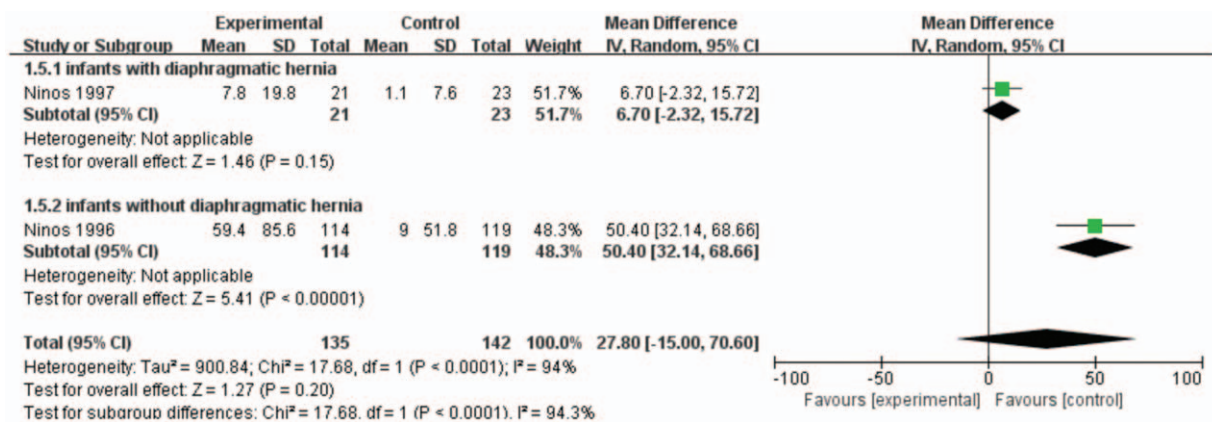 Experimental Control Mean Difference Mean Difference
Study or Subgroup Mean SD Total Mean SD Total Weight IV, Random, 95% CI IV, Random, 95% CI
1.5.1 infants with diaphragmatic hernia
Ninos 1997 7.8 19.8 21 1.1 7.6 23 51.7% 6.70 [-2.32, 15.72]
Subtotal (95% CI) 21 23 51.7% 6.70 [-2.32, 15.72]
Heterogeneity: Not applicable
Test for overall effect: Z = 1.46 (P = 0.15)
1.5.2 infants without diaphragmatic hernia
Ninos 1996 59.4 85.6 114 9 51.8 119 48.3% 50.40 [32.14, 68.66]
Subtotal (95% CI) 114 119 48.3% 50.40 [32.14, 68.66]
Heterogeneity: Not applicable
Test for overall effect: Z = 5.41 (P < 0.00001)
Total (95% CI) 135 142 100.0% 27.80 [-15.00, 70.60]
Heterogeneity: Tau² = 900.84; Chi² = 17.68, df = 1 (P < 0.0001); I² = 94%
Test for overall effect: Z = 1.27 (P = 0.20)
Test for subgroup differences: Chi² = 17.68, df = 1 (P < 0.0001), I² = 94.3%
-100 -50 0 50 100
Favours [experimental] Favours [control]